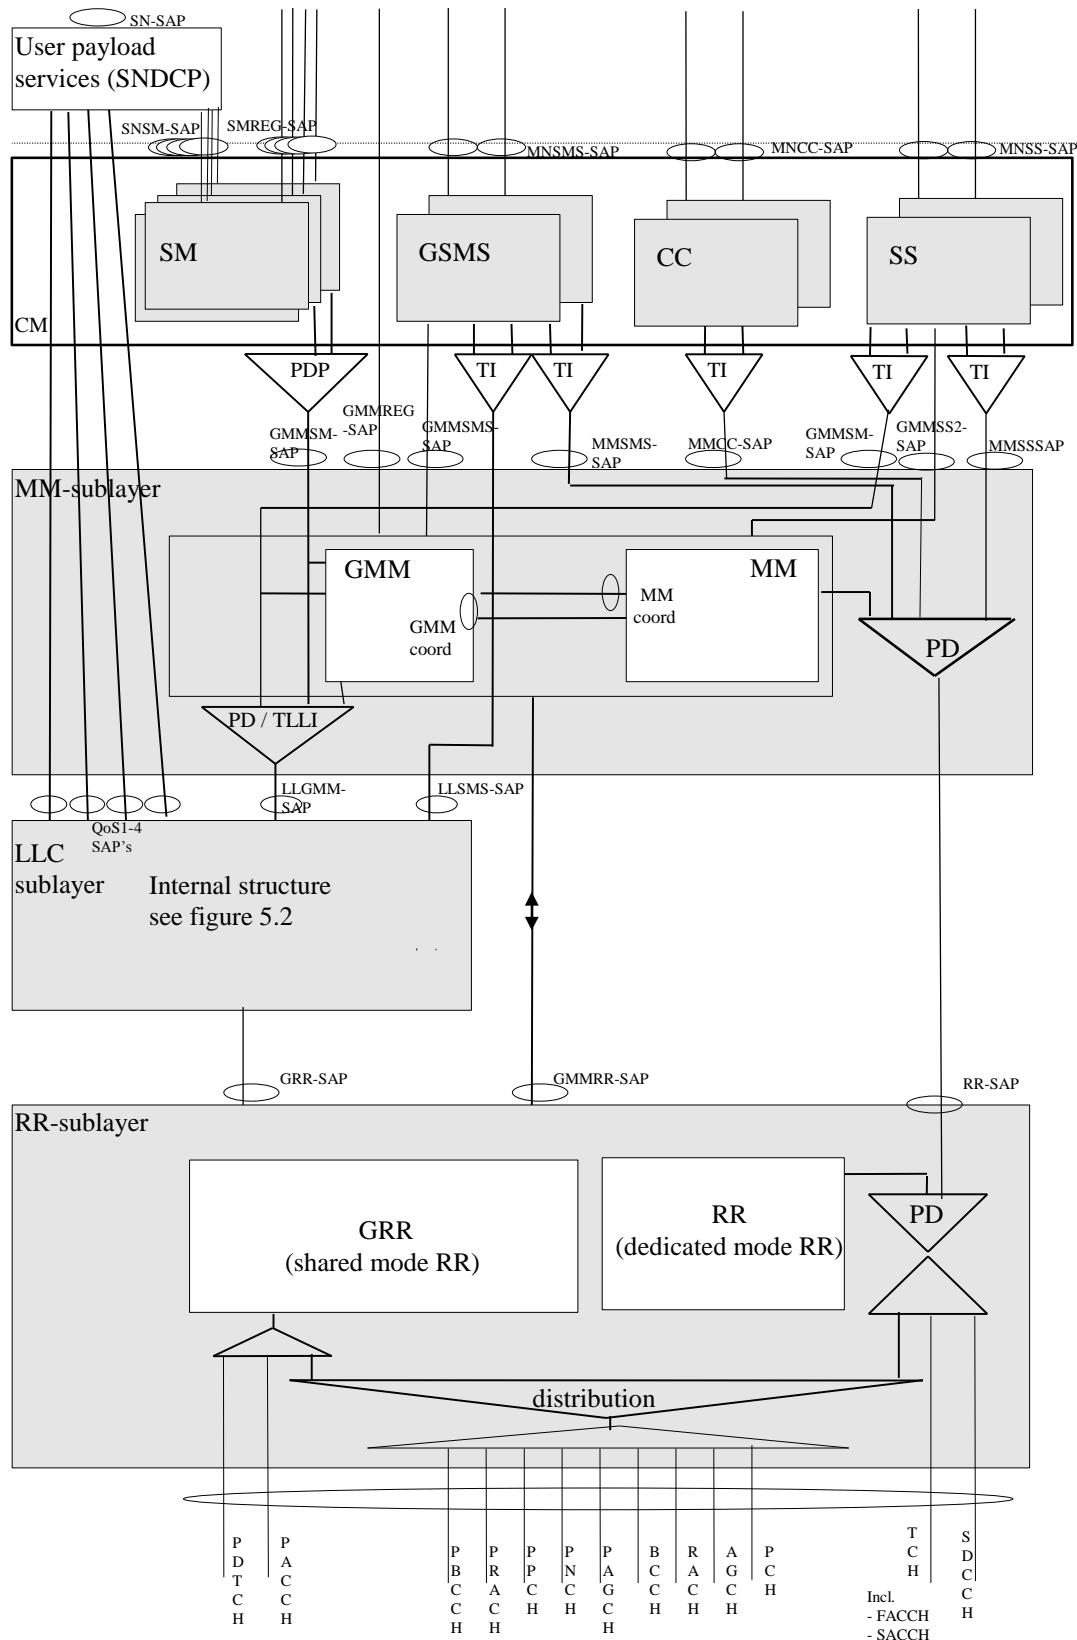 SN-SAP
User payload
services (SNDCP)
SNSM-SAP
SMREG-SAP
MNSMS-SAP
MNCC-SAP
MNSS-SAP
SM
GSMS
CC
SS
CM
PDP
TI
TI
TI
TI
TI
GMMSM-
SAP
GMMREG
-SAP
GMMSMS-
SAP
MMSMS-
SAP
MMCC-SAP
GMMSM-
SAP
GMMSS2-
SAP
MMSSSAP
MM-sublayer
GMM
GMM
coord
MM
MM
coord
PD
PD / TLLI
LLGMM-
SAP
LLSMS-SAP
QoS1-4
SAP's
LLC
sublayer
Internal structure
see figure 5.2
GRR-SAP
GMMRR-SAP
RR-SAP
RR-sublayer
GRR
(shared mode RR)
RR
(dedicated mode RR)
PD
distribution
PDTCH
PACCH
PBCCH
PRACH
PPCH
PNCH
PAGCH
BCCH
RACH
AGCH
PCH
TCH
Incl.
- FACCH
- SACCH
SDCCH